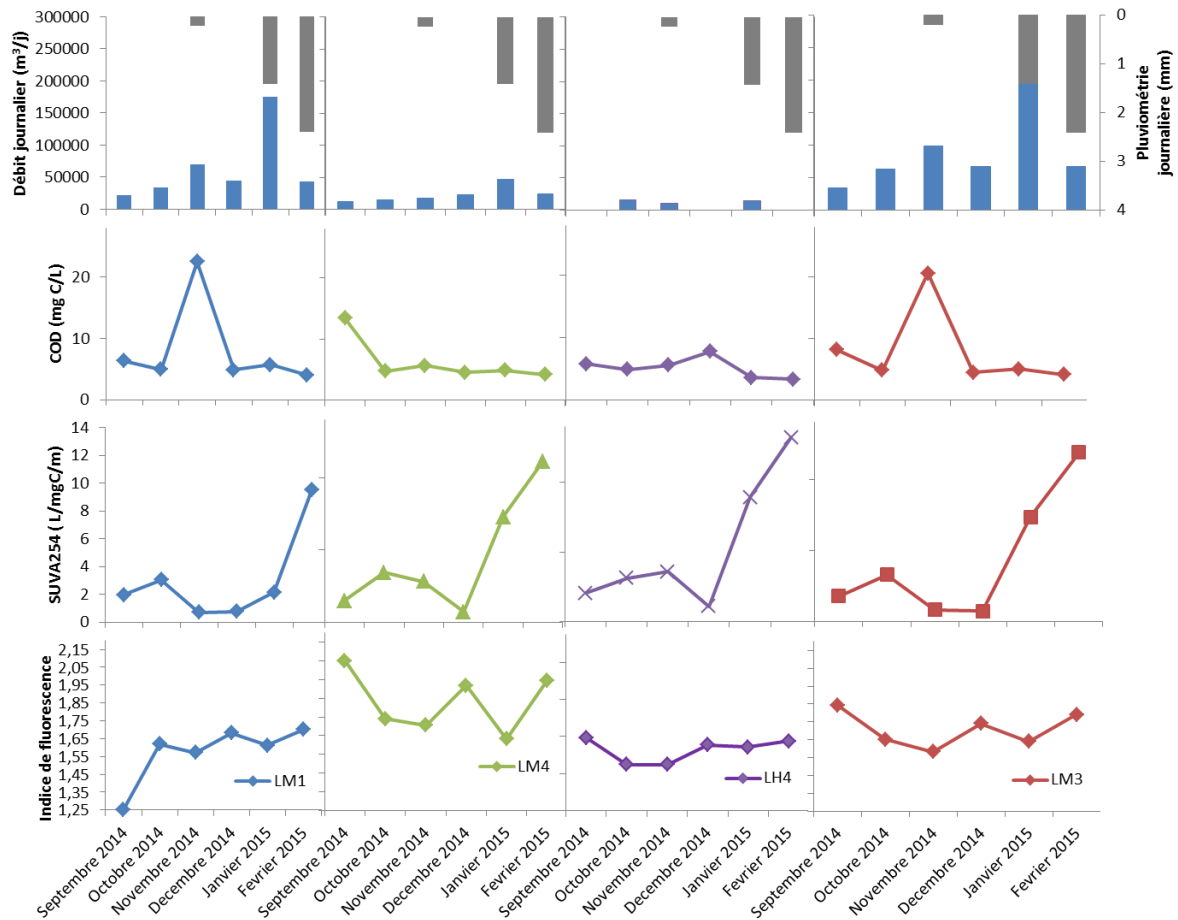 Débit journalier (m³/j)
300000
250000
200000
150000
100000
50000
0
0
1
2
3
4
Pluviométrie
journalière (mm)
COD (mg C/L)
20
10
0
SUVA254 ( L/mgC/m)
14
12
10
8
6
4
2
0
Indice de fluorescence
2,15
2,05
1,95
1,85
1,75
1,65
1,55
1,45
1,35
1,25
LM1
LM4
LH4
LM3
Septembre 2014
Octobre 2014
Novembre 2014
Decembre 2014
Janvier 2015
Fevrier 2015
Septembre 2014
Octobre 2014
Novembre 2014
Decembre 2014
Janvier 2015
Fevrier 2015
Septembre 2014
Octobre 2014
Novembre 2014
Decembre 2014
Janvier 2015
Fevrier 2015
Septembre 2014
Octobre 2014
Novembre 2014
Decembre 2014
Janvier 2015
Fevrier 2015